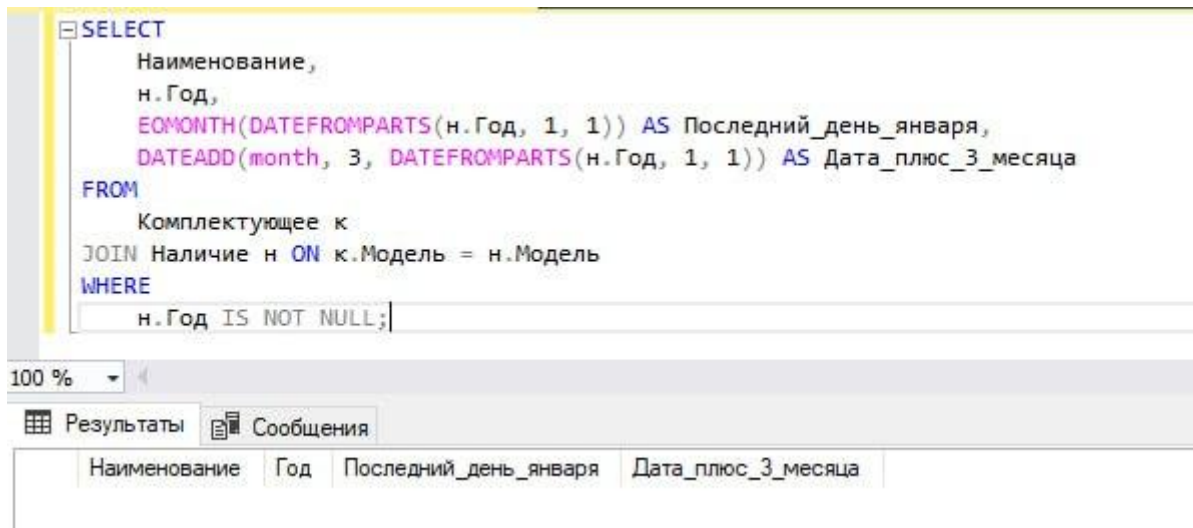 SELECT
Наименование,
н.Год,
EOMONTH(DATEFROMPARTS(н.Год, 1, 1)) AS Последний_день_января,
DATEADD(month, 3, DATEFROMPARTS(н.Год, 1, 1)) AS Дата_плюс_3_месяца
FROM
Комплектующее к
JOIN Наличие н ON к.Модель = н.Модель
WHERE
н.Год IS NOT NULL;
100 %
Результаты Сообщения
Наименование Год Последний_день_января Дата_плюс_3_месяца